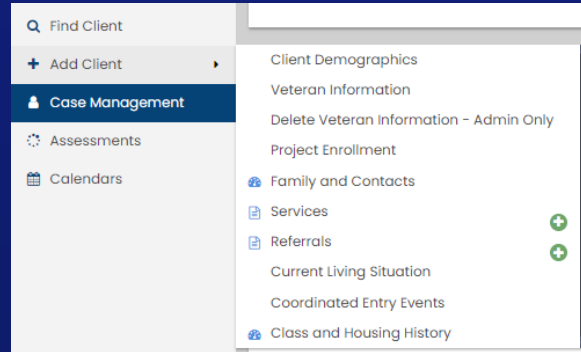 Find Client
Add Client
Case Management
Assessments
Calendars
Client Demographics
Veteran Information
Delete Veteran Information - Admin Only
Project Enrollment
Family and Contacts
Services
Referrals
Current Living Situation
Coordinated Entry Events
Class and Housing History